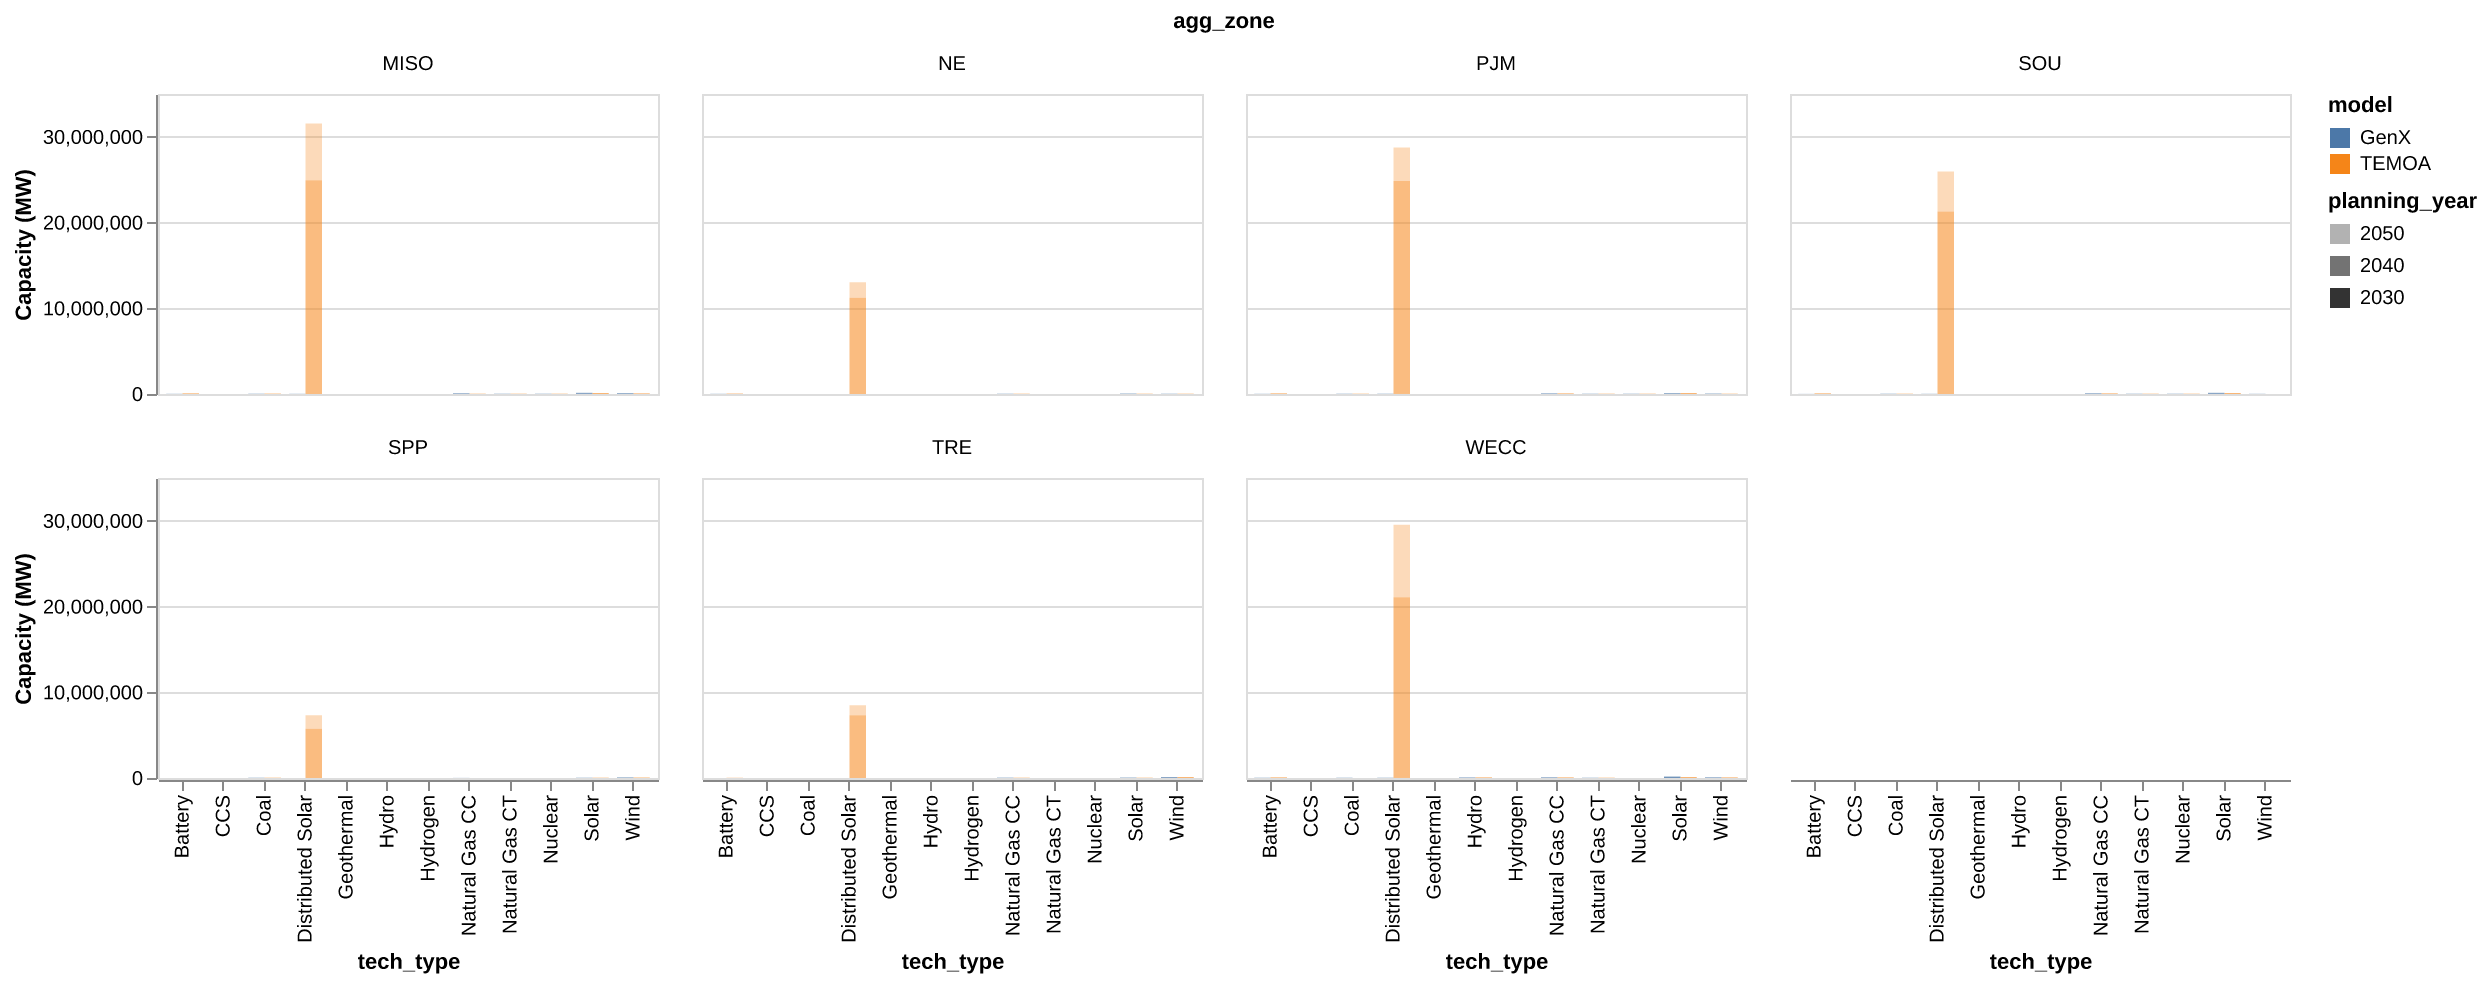 agg_zone
MISO
NE
PJM
SOU
Capacity (MW)
30,000,000
20,000,000
10,000,000
0
model
GenX
TEMOA
planning_year
2050
2040
2030
SPP
TRE
WECC
Capacity (MW)
30,000,000
20,000,000
10,000,000
0
Battery
CCS
Coal
Distributed Solar
Geothermal
Hydro
Hydrogen
Natural Gas CC
Natural Gas CT
Nuclear
Solar
Wind
Battery
CCS
Coal
Distributed Solar
Geothermal
Hydro
Hydrogen
Natural Gas CC
Natural Gas CT
Nuclear
Solar
Wind
Battery
CCS
Coal
Distributed Solar
Geothermal
Hydro
Hydrogen
Natural Gas CC
Natural Gas CT
Nuclear
Solar
Wind
Battery
CCS
Coal
Distributed Solar
Geothermal
Hydro
Hydrogen
Natural Gas CC
Natural Gas CT
Nuclear
Solar
Wind
tech_type
tech_type
tech_type
tech_type